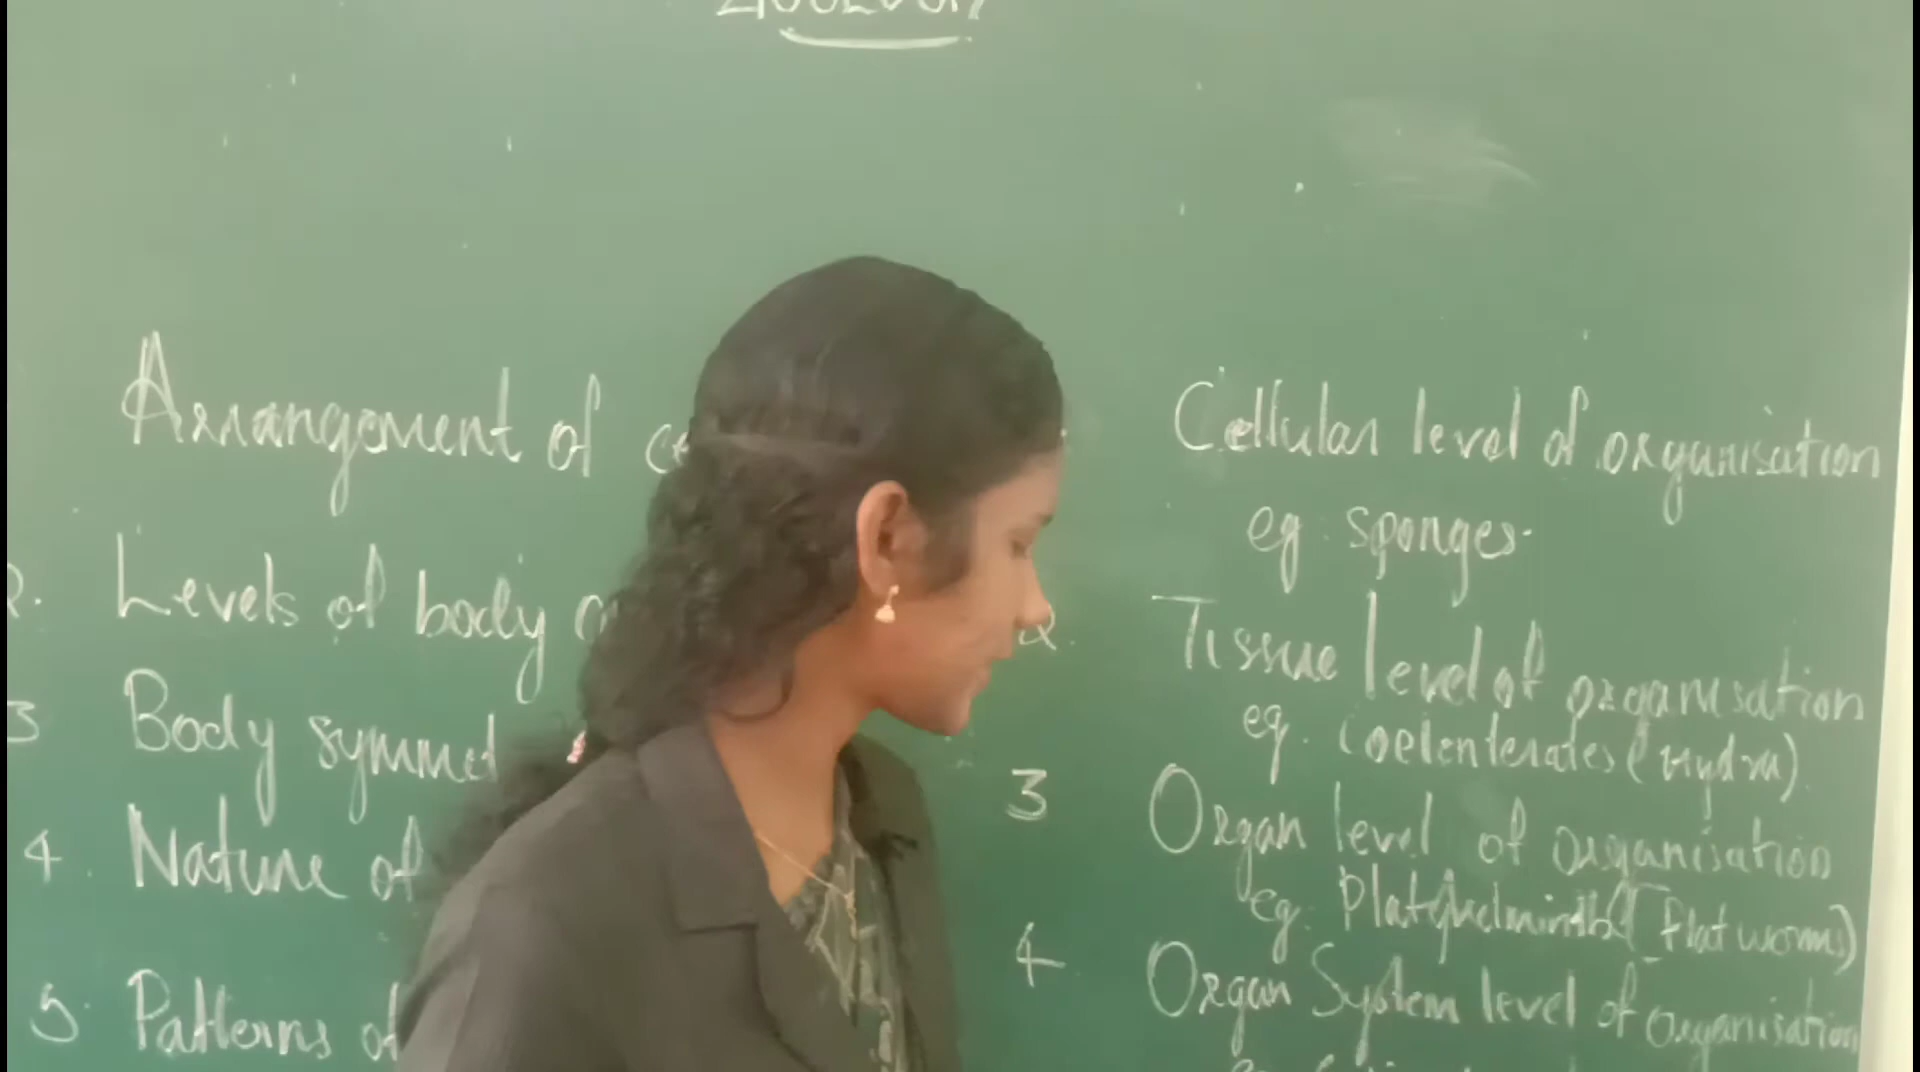 Arrangement of
2. Levels of body
3 Body symmet
4. Nature of
5. Patterns of
Cellular level of organisation
eg: sponges.
2. Tissue level of organisation
eg. Coelenterates (Hydra).
3 Organ level of organisation
eg: (Flat worms)
4 Organ System level of organisation